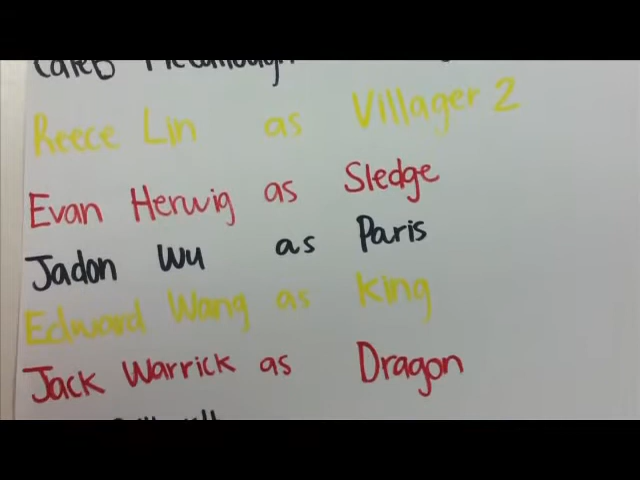 Caleb
Reece Lin as Villager 2
Evan Herwig as Sledge
Jadon Wu as Paris
Edward Wang as King
Jack Warrick as Dragon